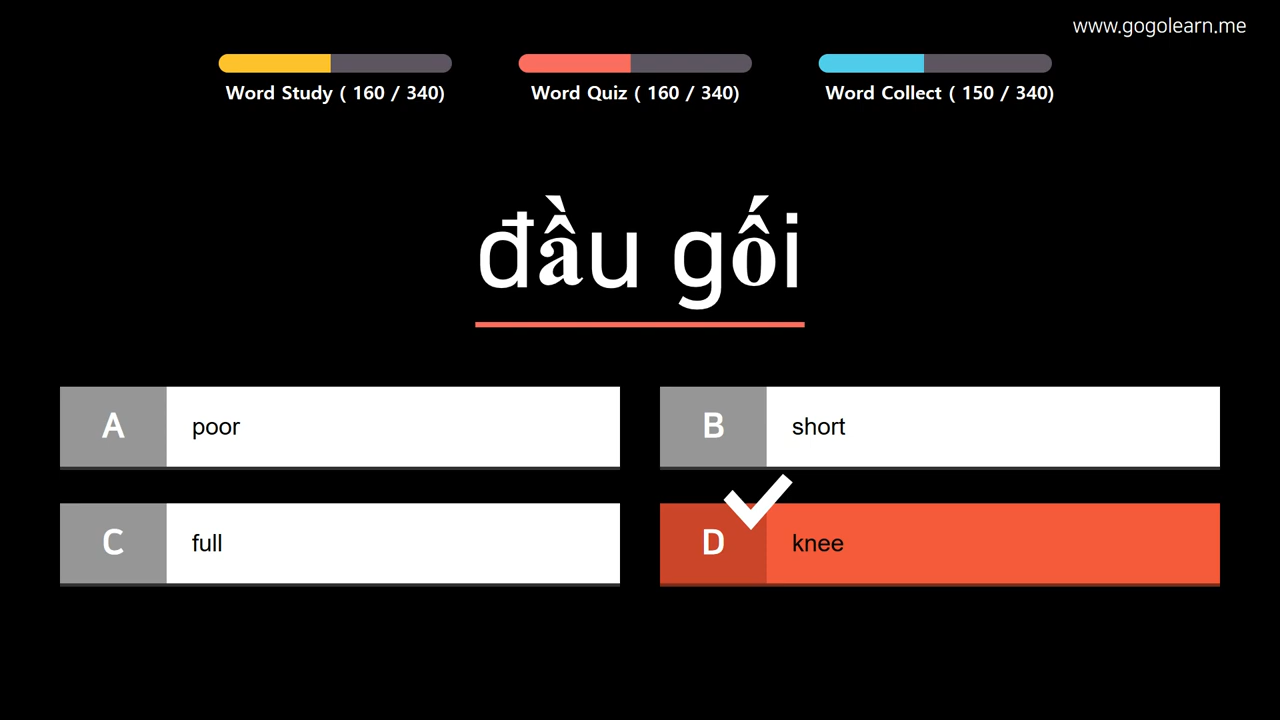 www.gogolearn.me
Word Study ( 160 / 340)
Word Quiz ( 160 / 340)
Word Collect ( 150 / 340)
đầu gối
A poor
B short
C full
D knee